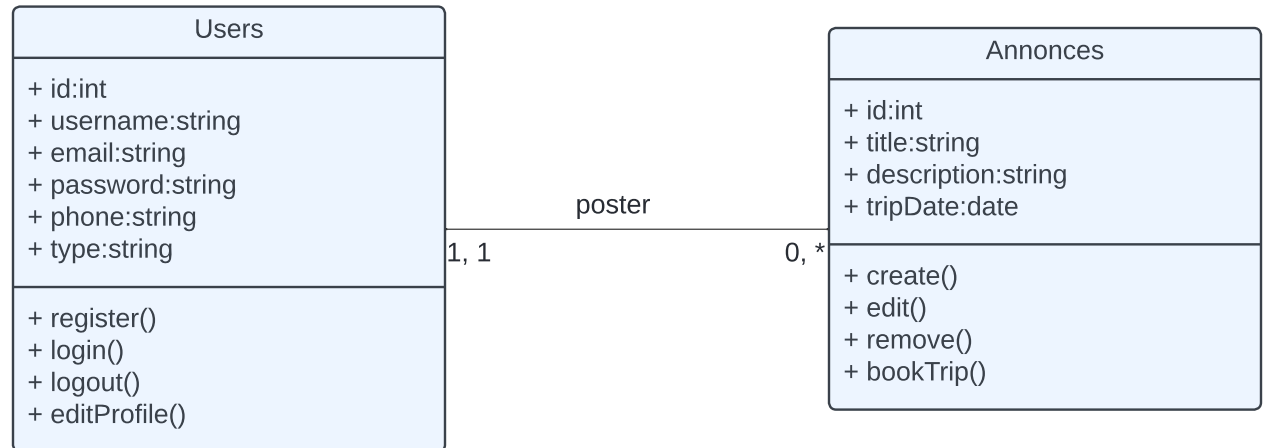 Users
+ id:int
+ username:string
+ email:string
+ password:string
+ phone:string
+ type:string
+ register()
+ login()
+ logout()
+ editProfile()
poster
1, 1
0, *
Annonces
+ id:int
+ title:string
+ description:string
+ tripDate:date
+ create()
+ edit()
+ remove()
+ bookTrip()